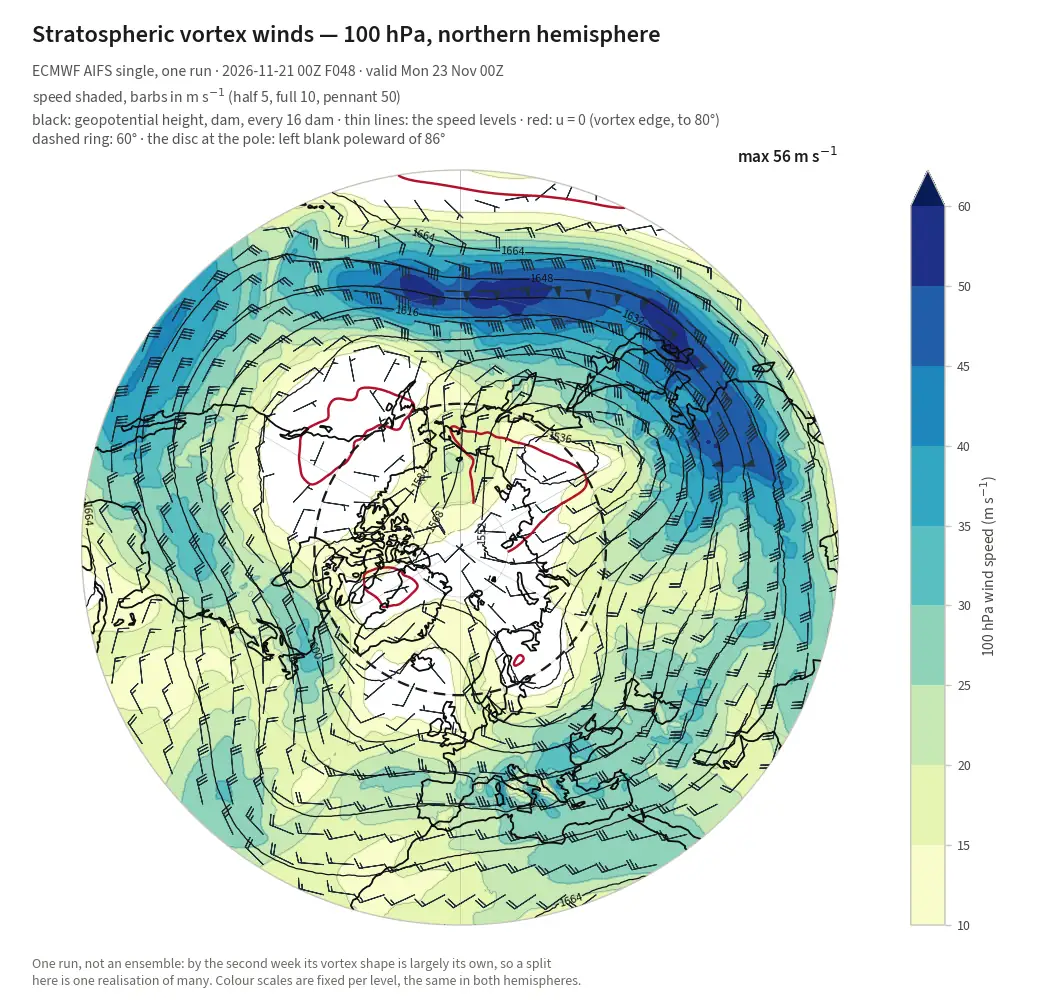 Stratospheric vortex winds — 100 hPa, northern hemisphere
ECMWF AIFS single, one run · 2026-11-21 00Z F048 · valid Mon 23 Nov 00Z
speed shaded, barbs in m s⁻¹ (half 5, full 10, pennant 50)
black: geopotential height, dam, every 16 dam · thin lines: the speed levels · red: u = 0 (vortex edge, to 80°)
dashed ring: 60° · the disc at the pole: left blank poleward of 86°
max 56 m s⁻¹
60
50
45
40
35
30
25
20
15
10
100 hPa wind speed (m s⁻¹)
1664
1664
1648
1632
1616
1536
1568
1552
1664
1600
1664
One run, not an ensemble: by the second week its vortex shape is largely its own, so a split
here is one realisation of many. Colour scales are fixed per level, the same in both hemispheres.